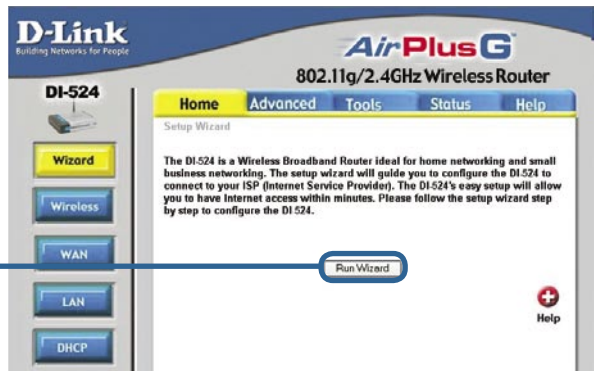 D-Link
Building Networks for People
AirPlus G
802.11g/2.4GHz Wireless Router
DI-524
Home Advanced Tools Status Help
Setup Wizard
Wizard
The DI-524 is a Wireless Broadband Router ideal for home networking and small
business networking. The setup wizard will guide you to configure the DI-524 to
connect to your ISP (Internet Service Provider). The DI-524's easy setup will allow
you to have Internet access within minutes. Please follow the setup wizard step
by step to configure the DI-524.
Wireless
WAN
Run Wizard
LAN
Help
DHCP